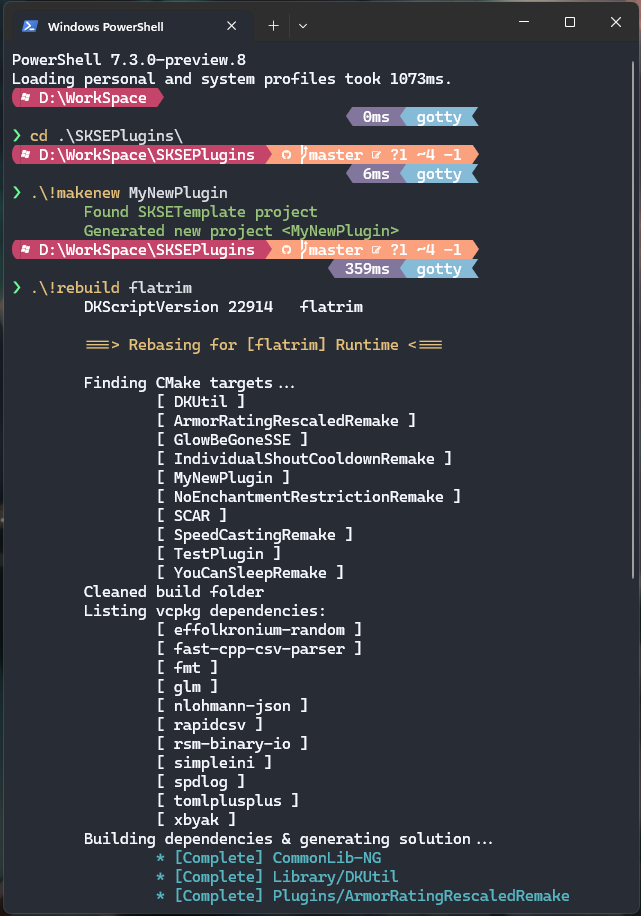 Windows PowerShell
PowerShell 7.3.0-preview.8
Loading personal and system profiles took 1073ms.
D:\WorkSpace
0ms gotty
❯ cd .\SKSEPlugins\
D:\WorkSpace\SKSEPlugins master ?1 ~4 -1
6ms gotty
❯ .\!makenew MyNewPlugin
Found SKSETemplate project
Generated new project <MyNewPlugin>
D:\WorkSpace\SKSEPlugins master ?1 ~4 -1
359ms gotty
❯ .\!rebuild flatrim
DKScriptVersion 22914 flatrim
===> Rebasing for [flatrim] Runtime <===
Finding CMake targets...
[ DKUtil ]
[ ArmorRatingRescaledRemake ]
[ GlowBeGoneSSE ]
[ IndividualShoutCooldownRemake ]
[ MyNewPlugin ]
[ NoEnchantmentRestrictionRemake ]
[ SCAR ]
[ SpeedCastingRemake ]
[ TestPlugin ]
[ YouCanSleepRemake ]
Cleaned build folder
Listing vcpkg dependencies:
[ effolkronium-random ]
[ fast-cpp-csv-parser ]
[ fmt ]
[ glm ]
[ nlohmann-json ]
[ rapidcsv ]
[ rsm-binary-io ]
[ simpleini ]
[ spdlog ]
[ tomlplusplus ]
[ xbyak ]
Building dependencies & generating solution...
* [Complete] CommonLib-NG
* [Complete] Library/DKUtil
* [Complete] Plugins/ArmorRatingRescaledRemake